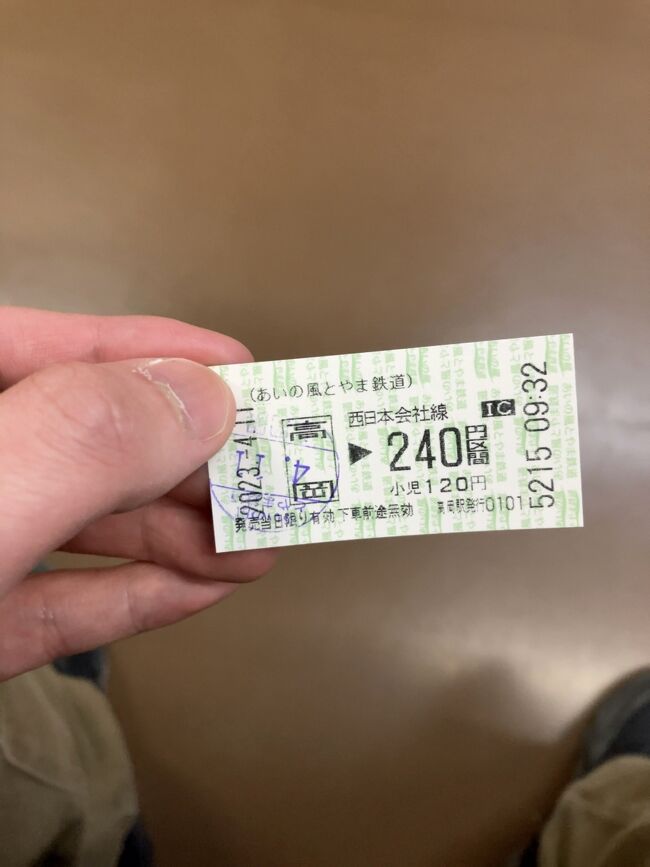 (あいの風とやま鉄道)
西日本会社線 IC
高岡 ▶ 240円区間
小児120円
発売当日限り有効 下車前途無効 高岡駅発行0101
2023.-4.11
5215 09:32